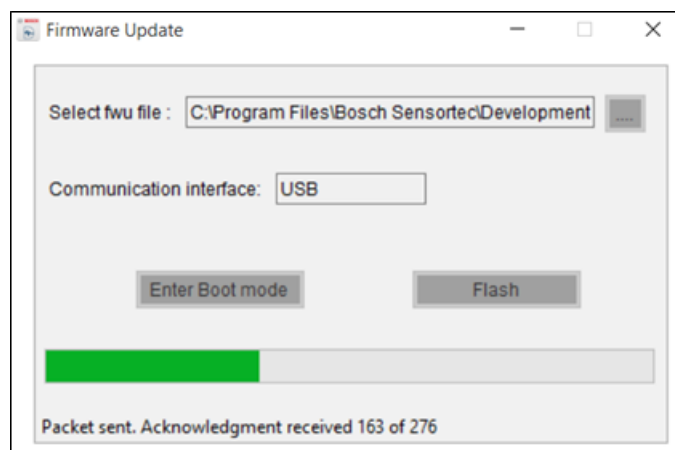 Firmware Update
Select fwu file : C:\Program Files\Bosch Sensortec\Development ....
Communication interface: USB
Enter Boot mode Flash
Packet sent. Acknowledgment received 163 of 276